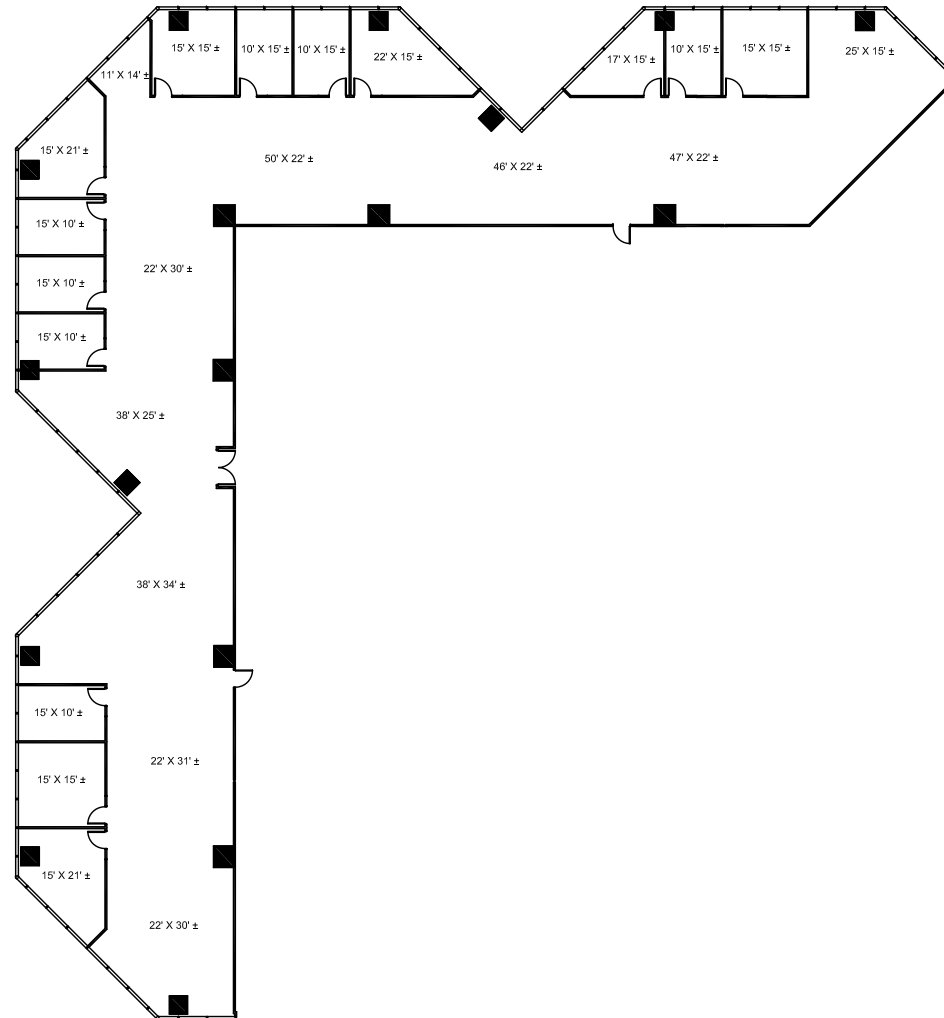 15' X 15' ±
10' X 15' ±
10' X 15' ±
22' X 15' ±
17' X 15' ±
10' X 15' ±
15' X 15' ±
25' X 15' ±
11' X 14' ±
15' X 21' ±
50' X 22' ±
46' X 22' ±
47' X 22' ±
15' X 10' ±
22' X 30' ±
15' X 10' ±
15' X 10' ±
38' X 25' ±
38' X 34' ±
15' X 10' ±
22' X 31' ±
15' X 15' ±
15' X 21' ±
22' X 30' ±